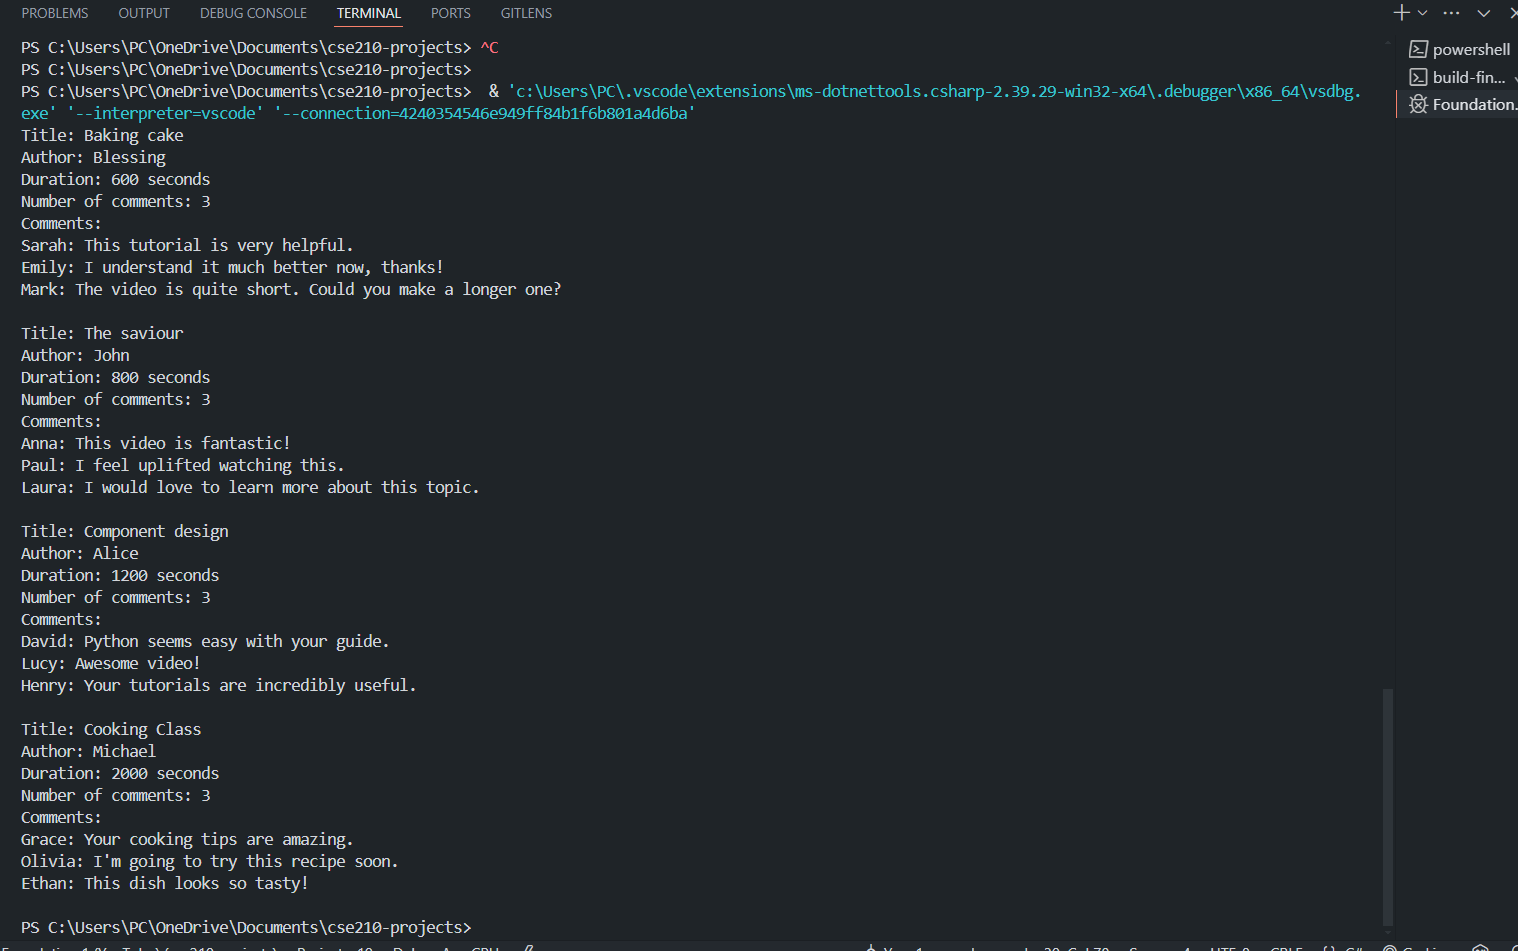 PROBLEMS OUTPUT DEBUG CONSOLE TERMINAL PORTS GITLENS
PS C:\Users\PC\OneDrive\Documents\cse210-projects> ^C
PS C:\Users\PC\OneDrive\Documents\cse210-projects>
PS C:\Users\PC\OneDrive\Documents\cse210-projects>  & 'c:\Users\PC\.vscode\extensions\ms-dotnettools.csharp-2.39.29-win32-x64\.debugger\x86_64\vsdbg.
exe' '--interpreter=vscode' '--connection=4240354546e949ff84b1f6b801a4d6ba'
Title: Baking cake
Author: Blessing
Duration: 600 seconds
Number of comments: 3
Comments:
Sarah: This tutorial is very helpful.
Emily: I understand it much better now, thanks!
Mark: The video is quite short. Could you make a longer one?
Title: The saviour
Author: John
Duration: 800 seconds
Number of comments: 3
Comments:
Anna: This video is fantastic!
Paul: I feel uplifted watching this.
Laura: I would love to learn more about this topic.
Title: Component design
Author: Alice
Duration: 1200 seconds
Number of comments: 3
Comments:
David: Python seems easy with your guide.
Lucy: Awesome video!
Henry: Your tutorials are incredibly useful.
Title: Cooking Class
Author: Michael
Duration: 2000 seconds
Number of comments: 3
Comments:
Grace: Your cooking tips are amazing.
Olivia: I'm going to try this recipe soon.
Ethan: This dish looks so tasty!
PS C:\Users\PC\OneDrive\Documents\cse210-projects>
powershell
build-fin...
Foundation.